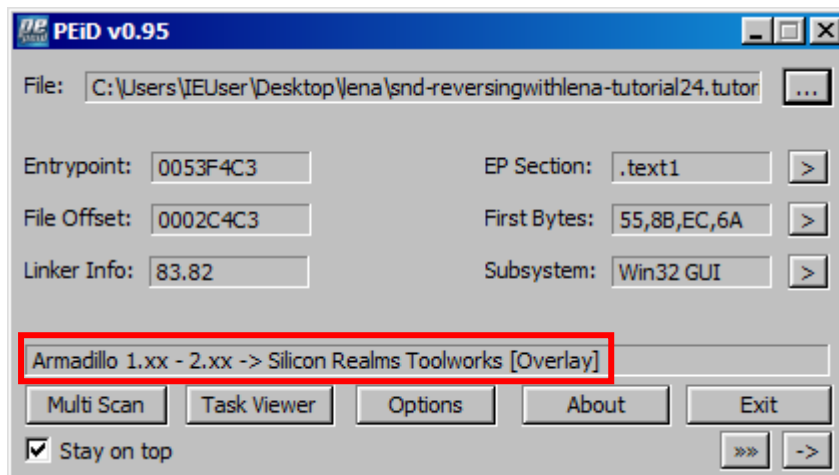 PEiD v0.95
File: C:\Users\IEUser\Desktop\lena\snd-reversingwithlena-tutorial24.tutor ...
Entrypoint: 0053F4C3 EP Section: .text1 >
File Offset: 0002C4C3 First Bytes: 55,8B,EC,6A >
Linker Info: 83.82 Subsystem: Win32 GUI >
Armadillo 1.xx - 2.xx -> Silicon Realms Toolworks [Overlay]
Multi Scan Task Viewer Options About Exit
Stay on top »» ->